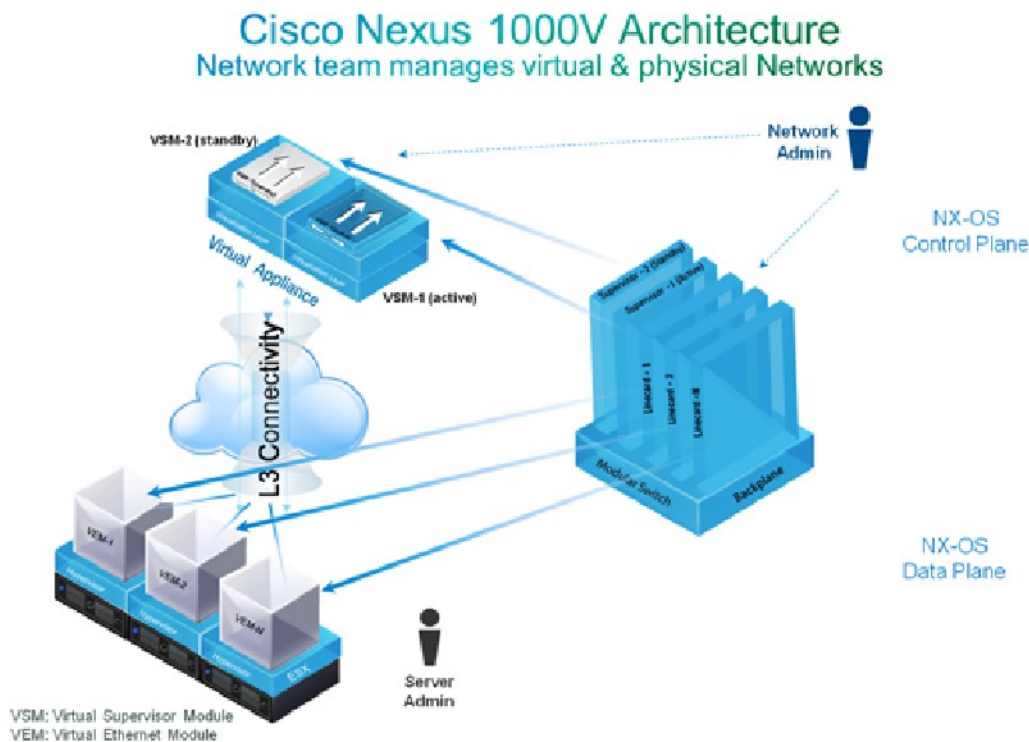 Cisco Nexus 1000V Architecture
Network team manages virtual & physical Networks
VSM-2 (standby)
Network
Admin
NX-OS
Control Plane
Virtual Appliance
VSM-1 (active)
Supervisor -2 (Standby)
Supervisor -1 (Active)
Linecard - 1
Linecard - 2
Linecard -N
L3 Connectivity
Modular Switch
Backplane
VEM-1
VEM-2
VEM-N
Hypervisor
Hypervisor
Hypervisor
ESX
NX-OS
Data Plane
Server
Admin
VSM: Virtual Supervisor Module
VEM: Virtual Ethernet Module